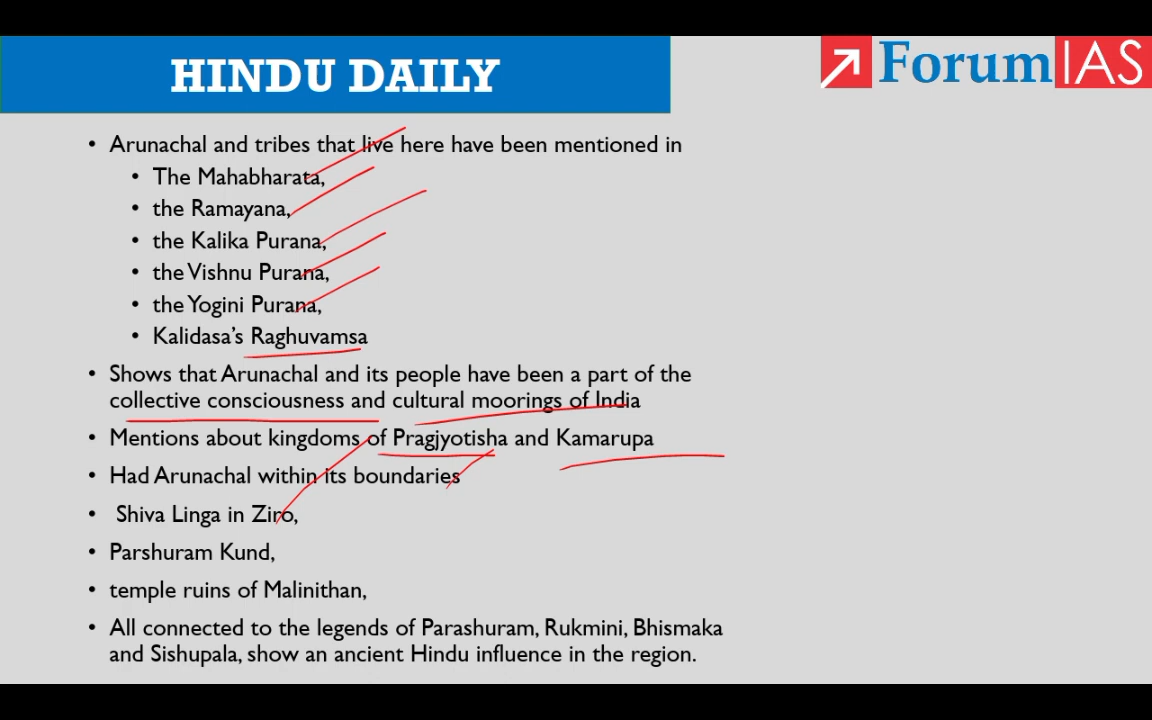 HINDU DAILY
ForumIAS
• Arunachal and tribes that live here have been mentioned in
• The Mahabharata,
• the Ramayana,
• the Kalika Purana,
• the Vishnu Purana,
• the Yogini Purana,
• Kalidasa's Raghuvamsa
• Shows that Arunachal and its people have been a part of the
collective consciousness and cultural moorings of India
• Mentions about kingdoms of Pragjyotisha and Kamarupa
• Had Arunachal within its boundaries
• Shiva Linga in Ziro,
• Parshuram Kund,
• temple ruins of Malinithan,
• All connected to the legends of Parashuram, Rukmini, Bhismaka
and Sishupala, show an ancient Hindu influence in the region.